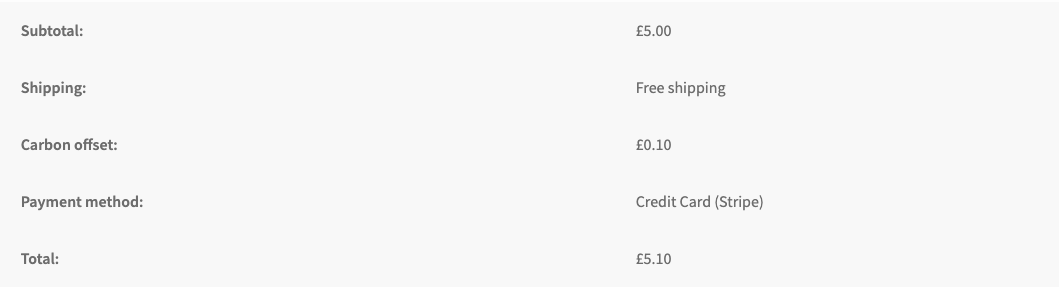 Subtotal: £5.00
Shipping: Free shipping
Carbon offset: £0.10
Payment method: Credit Card (Stripe)
Total: £5.10